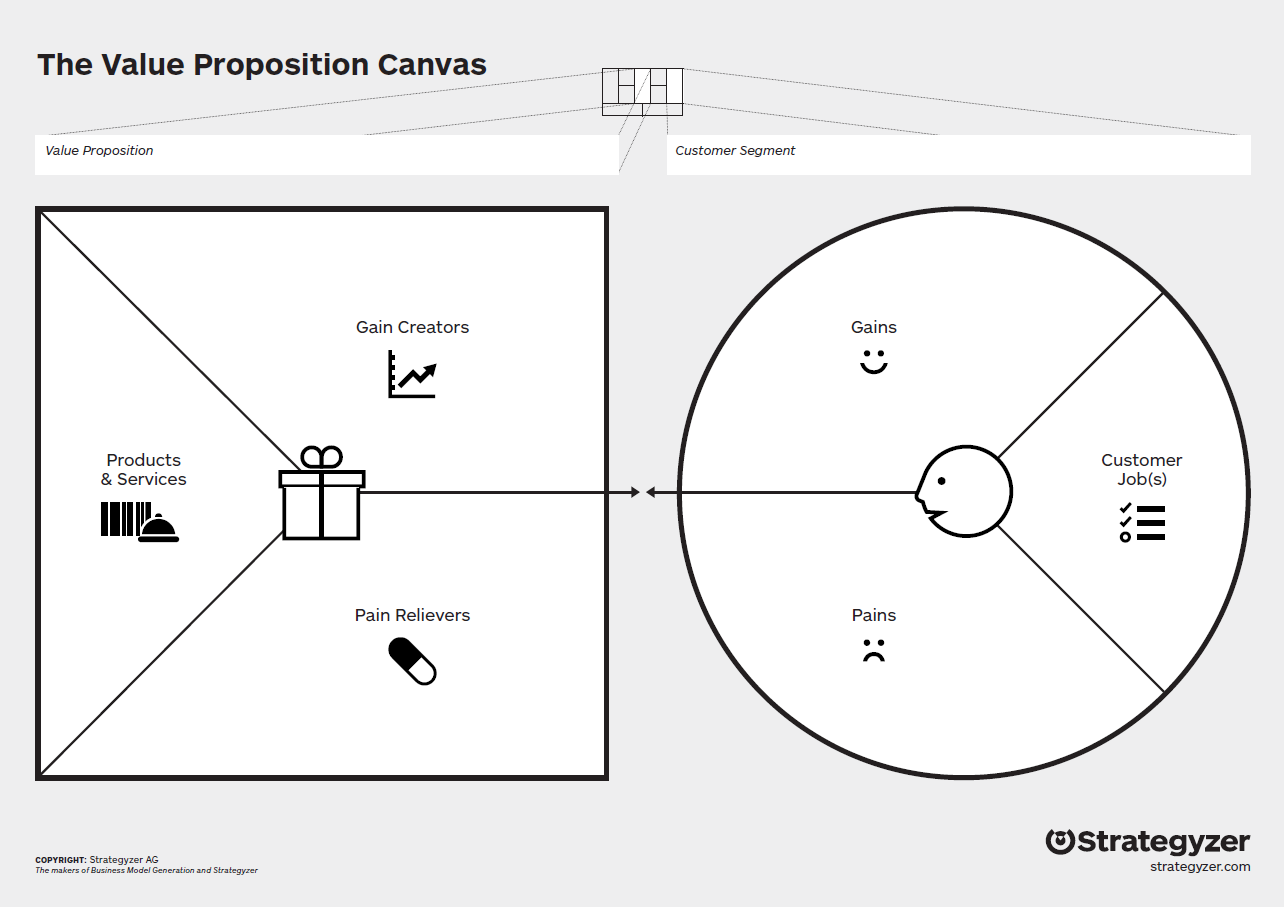 The Value Proposition Canvas
Value Proposition
Customer Segment
Gain Creators
Gains
Products
& Services
Customer
Job(s)
Pain Relievers
Pains
COPYRIGHT: Strategyzer AG
The makers of Business Model Generation and Strategyzer
Strategyzer
strategyzer.com